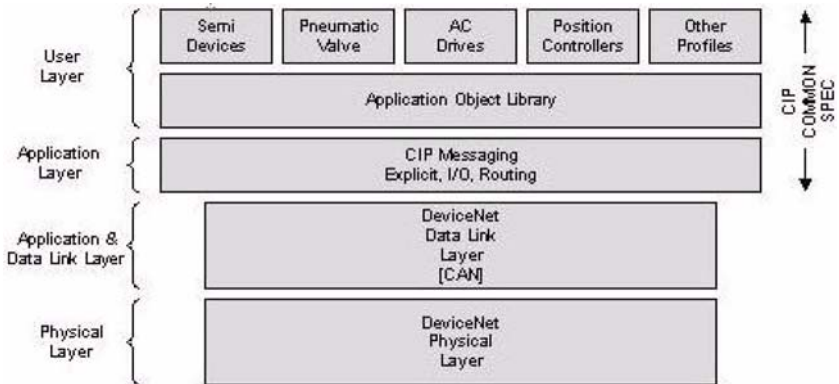 Semi
Devices
Pneumatic
Valve
AC
Drives
Position
Controllers
Other
Profiles
User
Layer
Application Object Library
CIP
COMMON
SPEC
Application
Layer
CIP Messaging
Explicit, I/O, Routing
Application &
Data Link Layer
DeviceNet
Data Link
Layer
[CAN]
Physical
Layer
DeviceNet
Physical
Layer